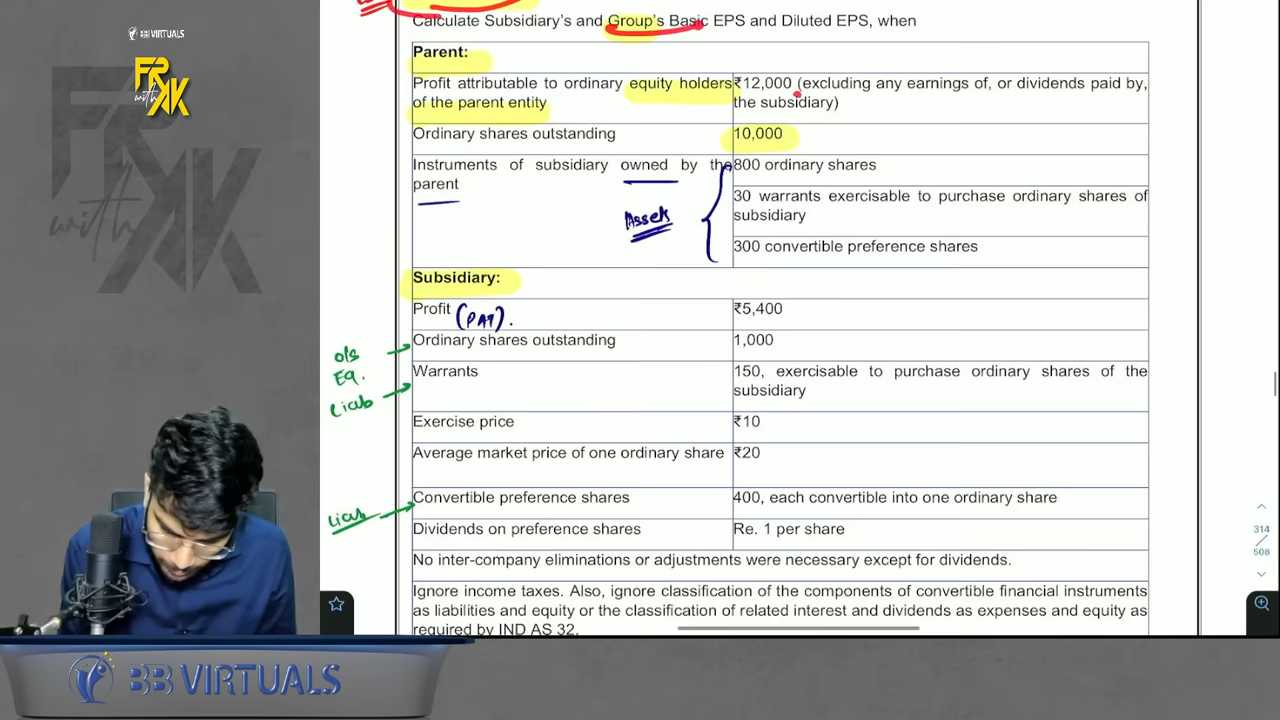 BB VIRTUALS
FR
with
AK
FR
with
AK
Calculate Subsidiary's and Group's Basic EPS and Diluted EPS, when
Parent:
Profit attributable to ordinary equity holders of the parent entity
₹12,000 (excluding any earnings of, or dividends paid by, the subsidiary)
Ordinary shares outstanding
10,000
Instruments of subsidiary owned by the parent
Assets
800 ordinary shares
30 warrants exercisable to purchase ordinary shares of subsidiary
300 convertible preference shares
Subsidiary:
Profit (PAT).
₹5,400
o/s
Eq.
Ordinary shares outstanding
1,000
Liab
Warrants
150, exercisable to purchase ordinary shares of the subsidiary
Exercise price
₹10
Average market price of one ordinary share
₹20
Liab
Convertible preference shares
400, each convertible into one ordinary share
Dividends on preference shares
Re. 1 per share
No inter-company eliminations or adjustments were necessary except for dividends.
Ignore income taxes. Also, ignore classification of the components of convertible financial instruments
as liabilities and equity or the classification of related interest and dividends as expenses and equity as
required by IND AS 32.
314
508
BB VIRTUALS